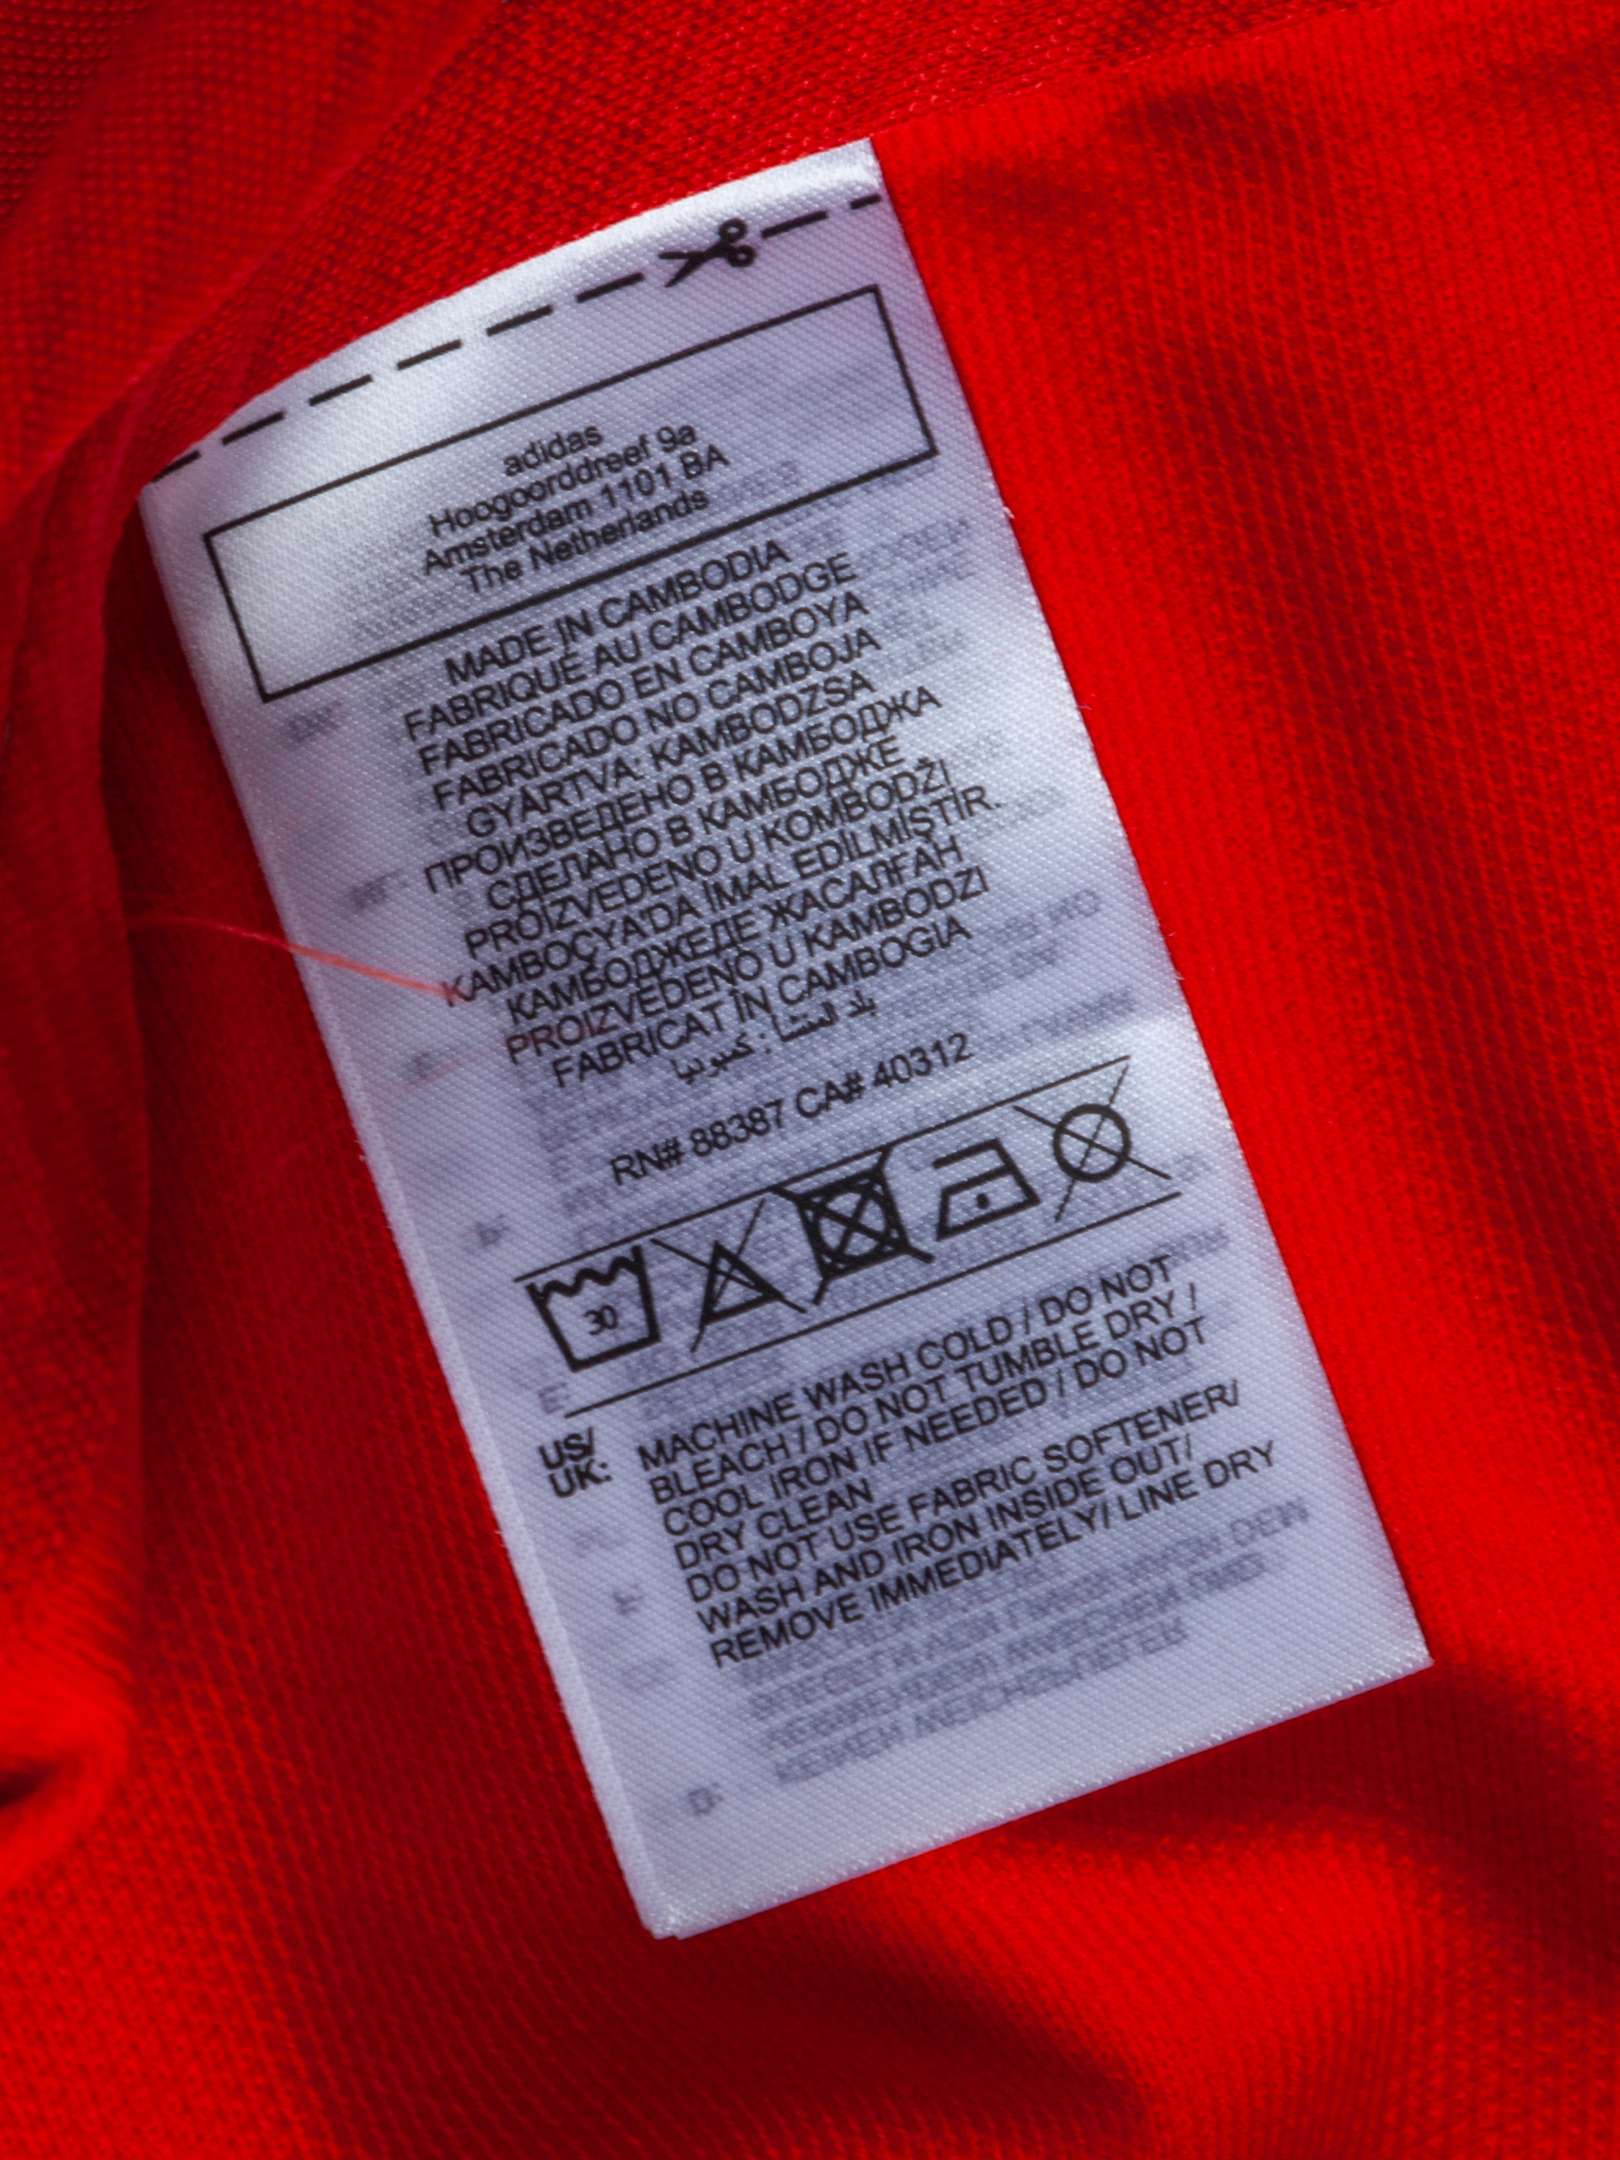 adidas
Hoogoorddreef 9a
Amsterdam 1101 BA
The Netherlands
MADE IN CAMBODIA
FABRIQUÉ AU CAMBODGE
FABRICADO EN CAMBOYA
FABRICADO NO CAMBOJA
GYÁRTVA: KAMBODZSA
ПРОИЗВЕДЕНО В КАМБОДЖА
СДЕЛАНО В КАМБОДЖЕ
PROIZVEDENO U KOMBODŽI
KAMBOÇYA'DA İMAL EDİLMİŞTİR.
КАМБОДЖЕДЕ ЖАСАЛҒАН
PROIZVEDENO U KAMBODZI
FABRICAT ÎN CAMBOGIA
بلد المنشأ : كمبوديا
RN# 88387 CA# 40312
30
US/
UK:
MACHINE WASH COLD / DO NOT
BLEACH / DO NOT TUMBLE DRY /
COOL IRON IF NEEDED / DO NOT
DRY CLEAN
DO NOT USE FABRIC SOFTENER/
WASH AND IRON INSIDE OUT/
REMOVE IMMEDIATELY/ LINE DRY